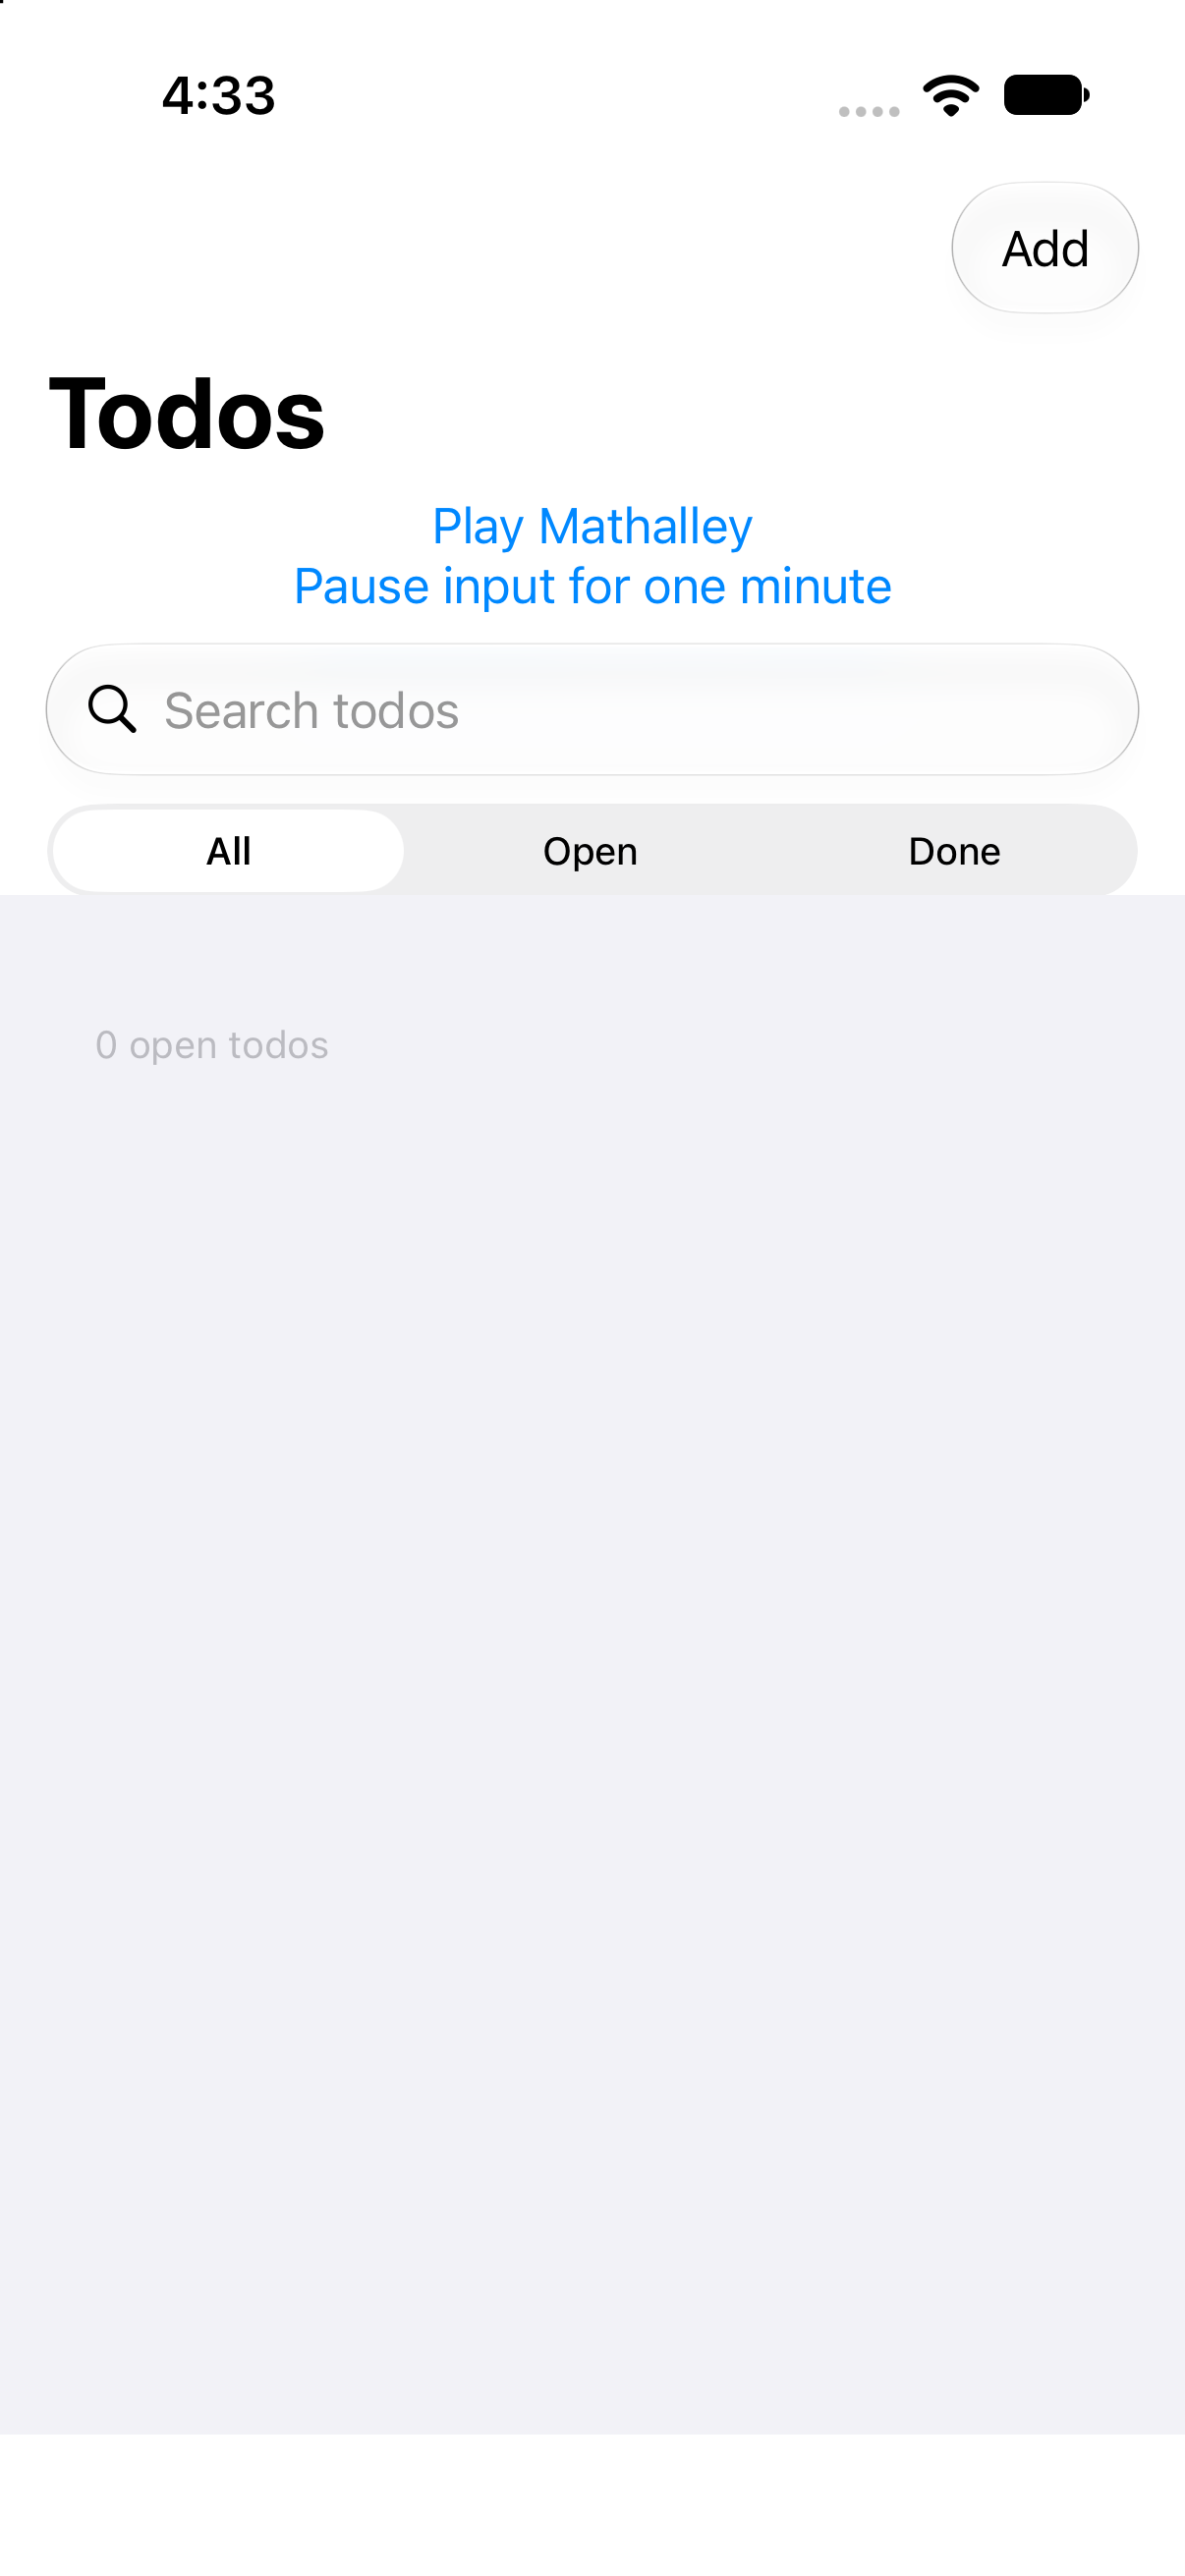 4:33
Add
Todos
Play Mathalley
Pause input for one minute
Search todos
All Open Done
0 open todos